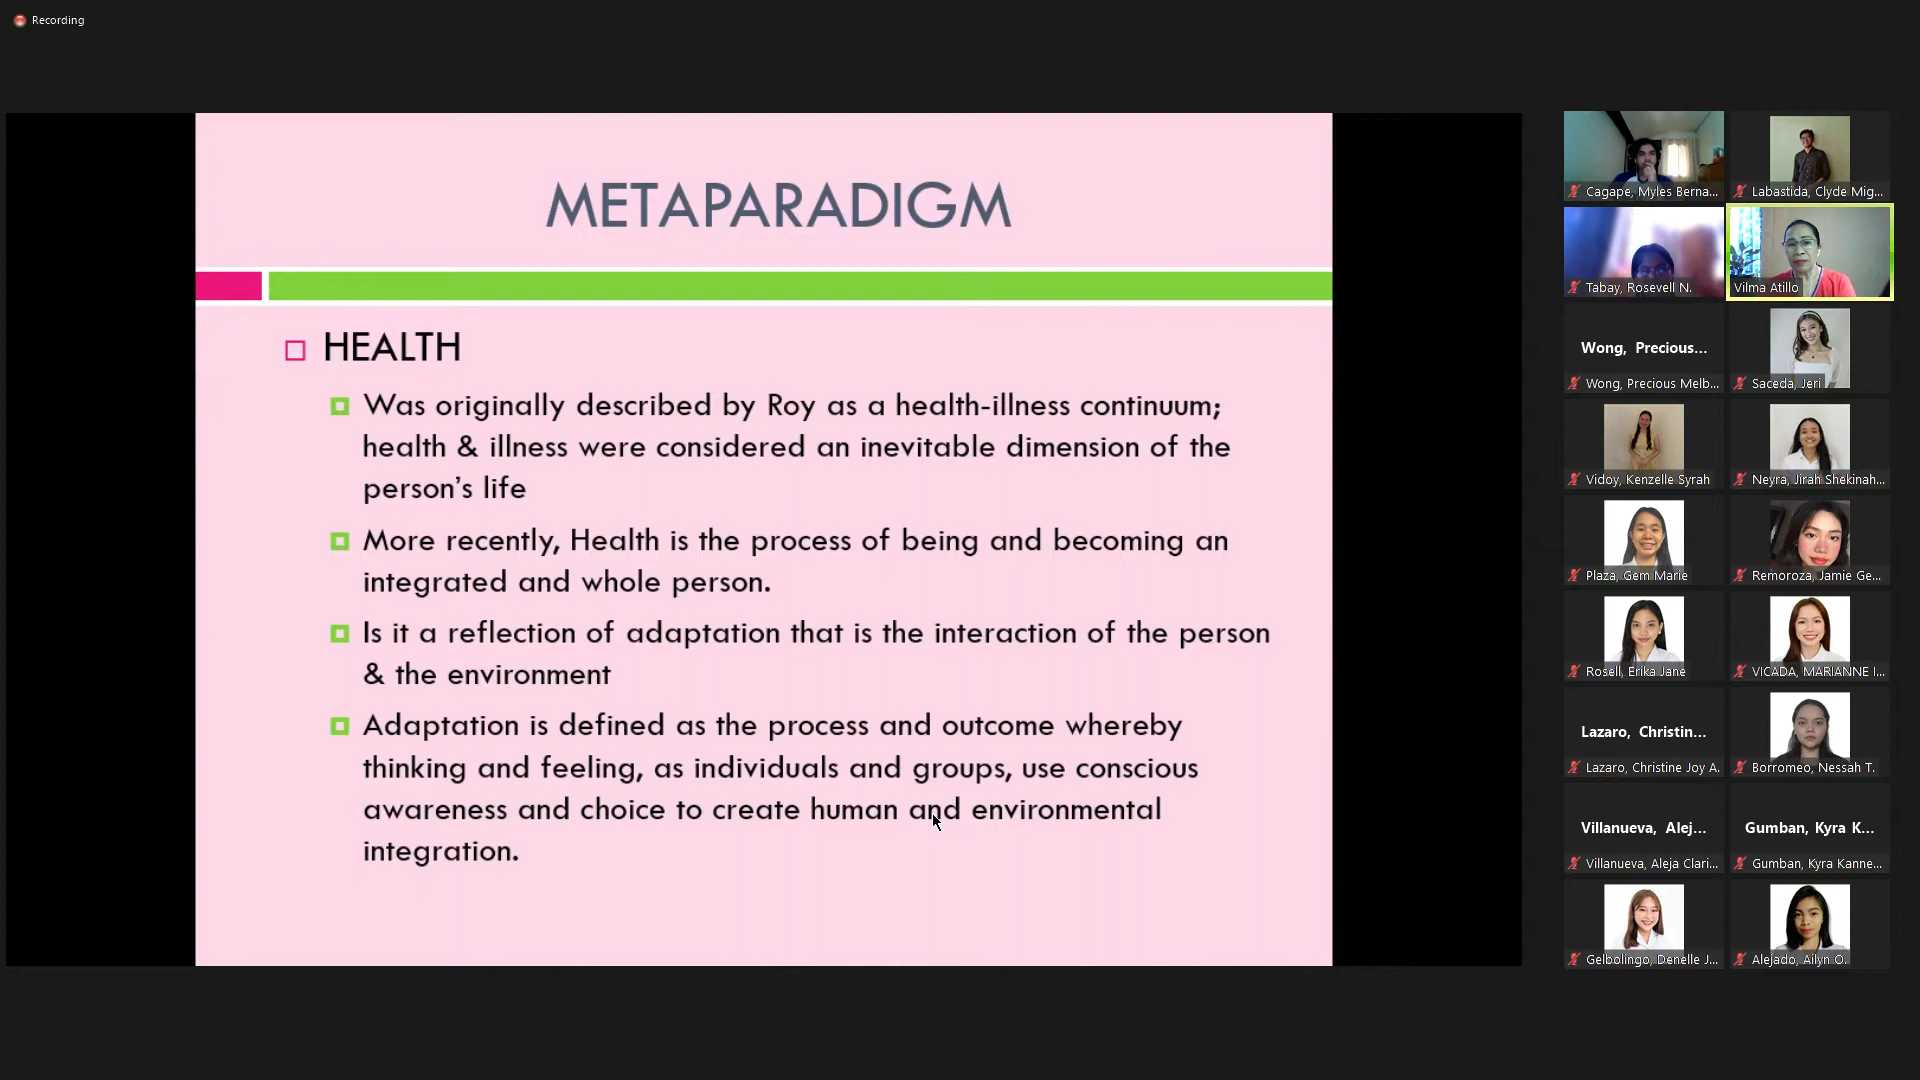 Recording
METAPARADIGM
HEALTH
Was originally described by Roy as a health-illness continuum;
health & illness were considered an inevitable dimension of the
person's life
More recently, Health is the process of being and becoming an
integrated and whole person.
Is it a reflection of adaptation that is the interaction of the person
& the environment
Adaptation is defined as the process and outcome whereby
thinking and feeling, as individuals and groups, use conscious
awareness and choice to create human and environmental
integration.
Cagape, Myles Berna...
Labastida, Clyde Mig...
Tabay, Rosevell N.
Vilma Atillo
Wong, Precious...
Wong, Precious Melb...
Saceda, Jeri
Vidoy, Kenzelle Syrah
Neyra, Jirah Shekinah...
Plaza, Gem Marie
Remoroza, Jamie Ge...
Rosell, Erika Jane
VICADA, MARIANNE I...
Lazaro, Christin...
Lazaro, Christine Joy A.
Borromeo, Nessah T.
Villanueva, Alej...
Villanueva, Aleja Clari...
Gumban, Kyra K...
Gumban, Kyra Kanne...
Gelbolingo, Denelle J...
Alejado, Ailyn O.